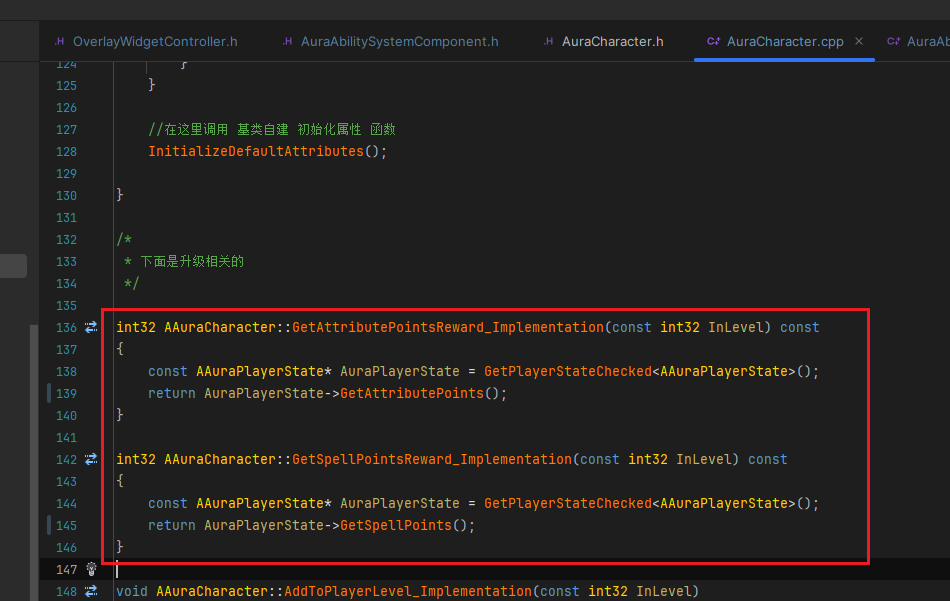 OverlayWidgetController.h
AuraAbilitySystemComponent.h
AuraCharacter.h
AuraCharacter.cpp
AuraAb
124 }
125 }
126
127 //在这里调用 基类自建 初始化属性 函数
128 InitializeDefaultAttributes();
129
130 }
131
132 /*
133 * 下面是升级相关的
134 */
135
136 int32 AAuraCharacter::GetAttributePointsReward_Implementation(const int32 InLevel) const
137 {
138 const AAuraPlayerState* AuraPlayerState = GetPlayerStateChecked<AAuraPlayerState>();
139 return AuraPlayerState->GetAttributePoints();
140 }
141
142 int32 AAuraCharacter::GetSpellPointsReward_Implementation(const int32 InLevel) const
143 {
144 const AAuraPlayerState* AuraPlayerState = GetPlayerStateChecked<AAuraPlayerState>();
145 return AuraPlayerState->GetSpellPoints();
146 }
147
148 void AAuraCharacter::AddToPlayerLevel_Implementation(const int32 InLevel)